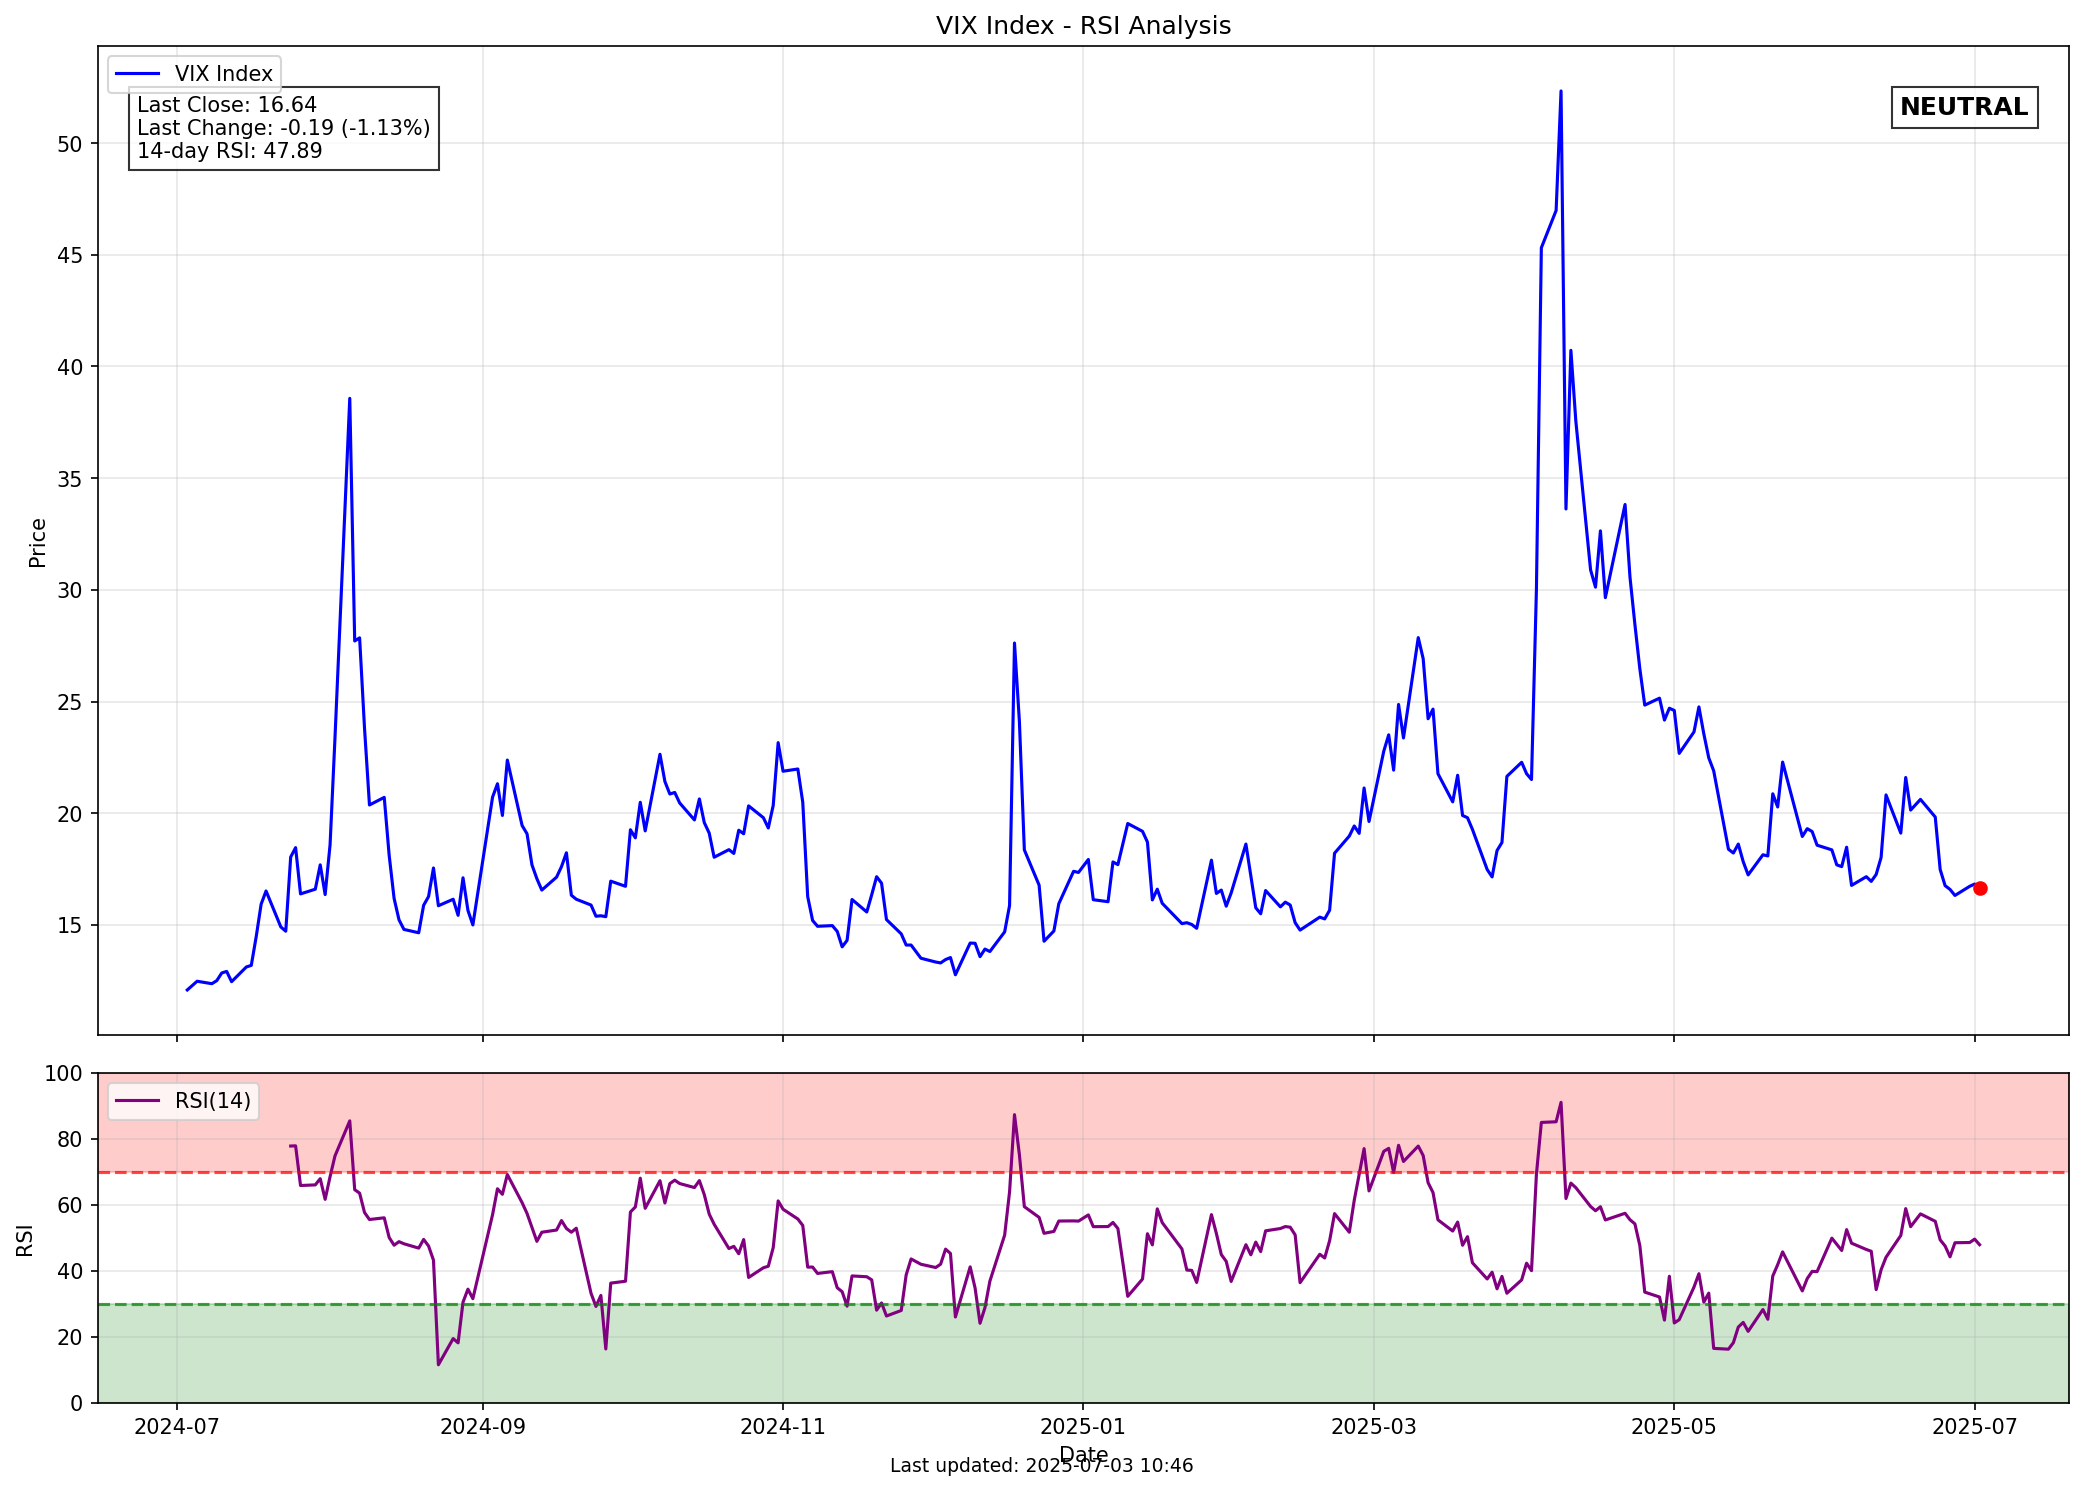 VIX Index - RSI Analysis
VIX Index
Last Close: 16.64
Last Change: -0.19 (-1.13%)
14-day RSI: 47.89
NEUTRAL
Price
50
45
40
35
30
25
20
15
RSI(14)
RSI
100
80
60
40
20
0
2024-07
2024-09
2024-11
2025-01
2025-03
2025-05
2025-07
Date
Last updated: 2025-07-03 10:46